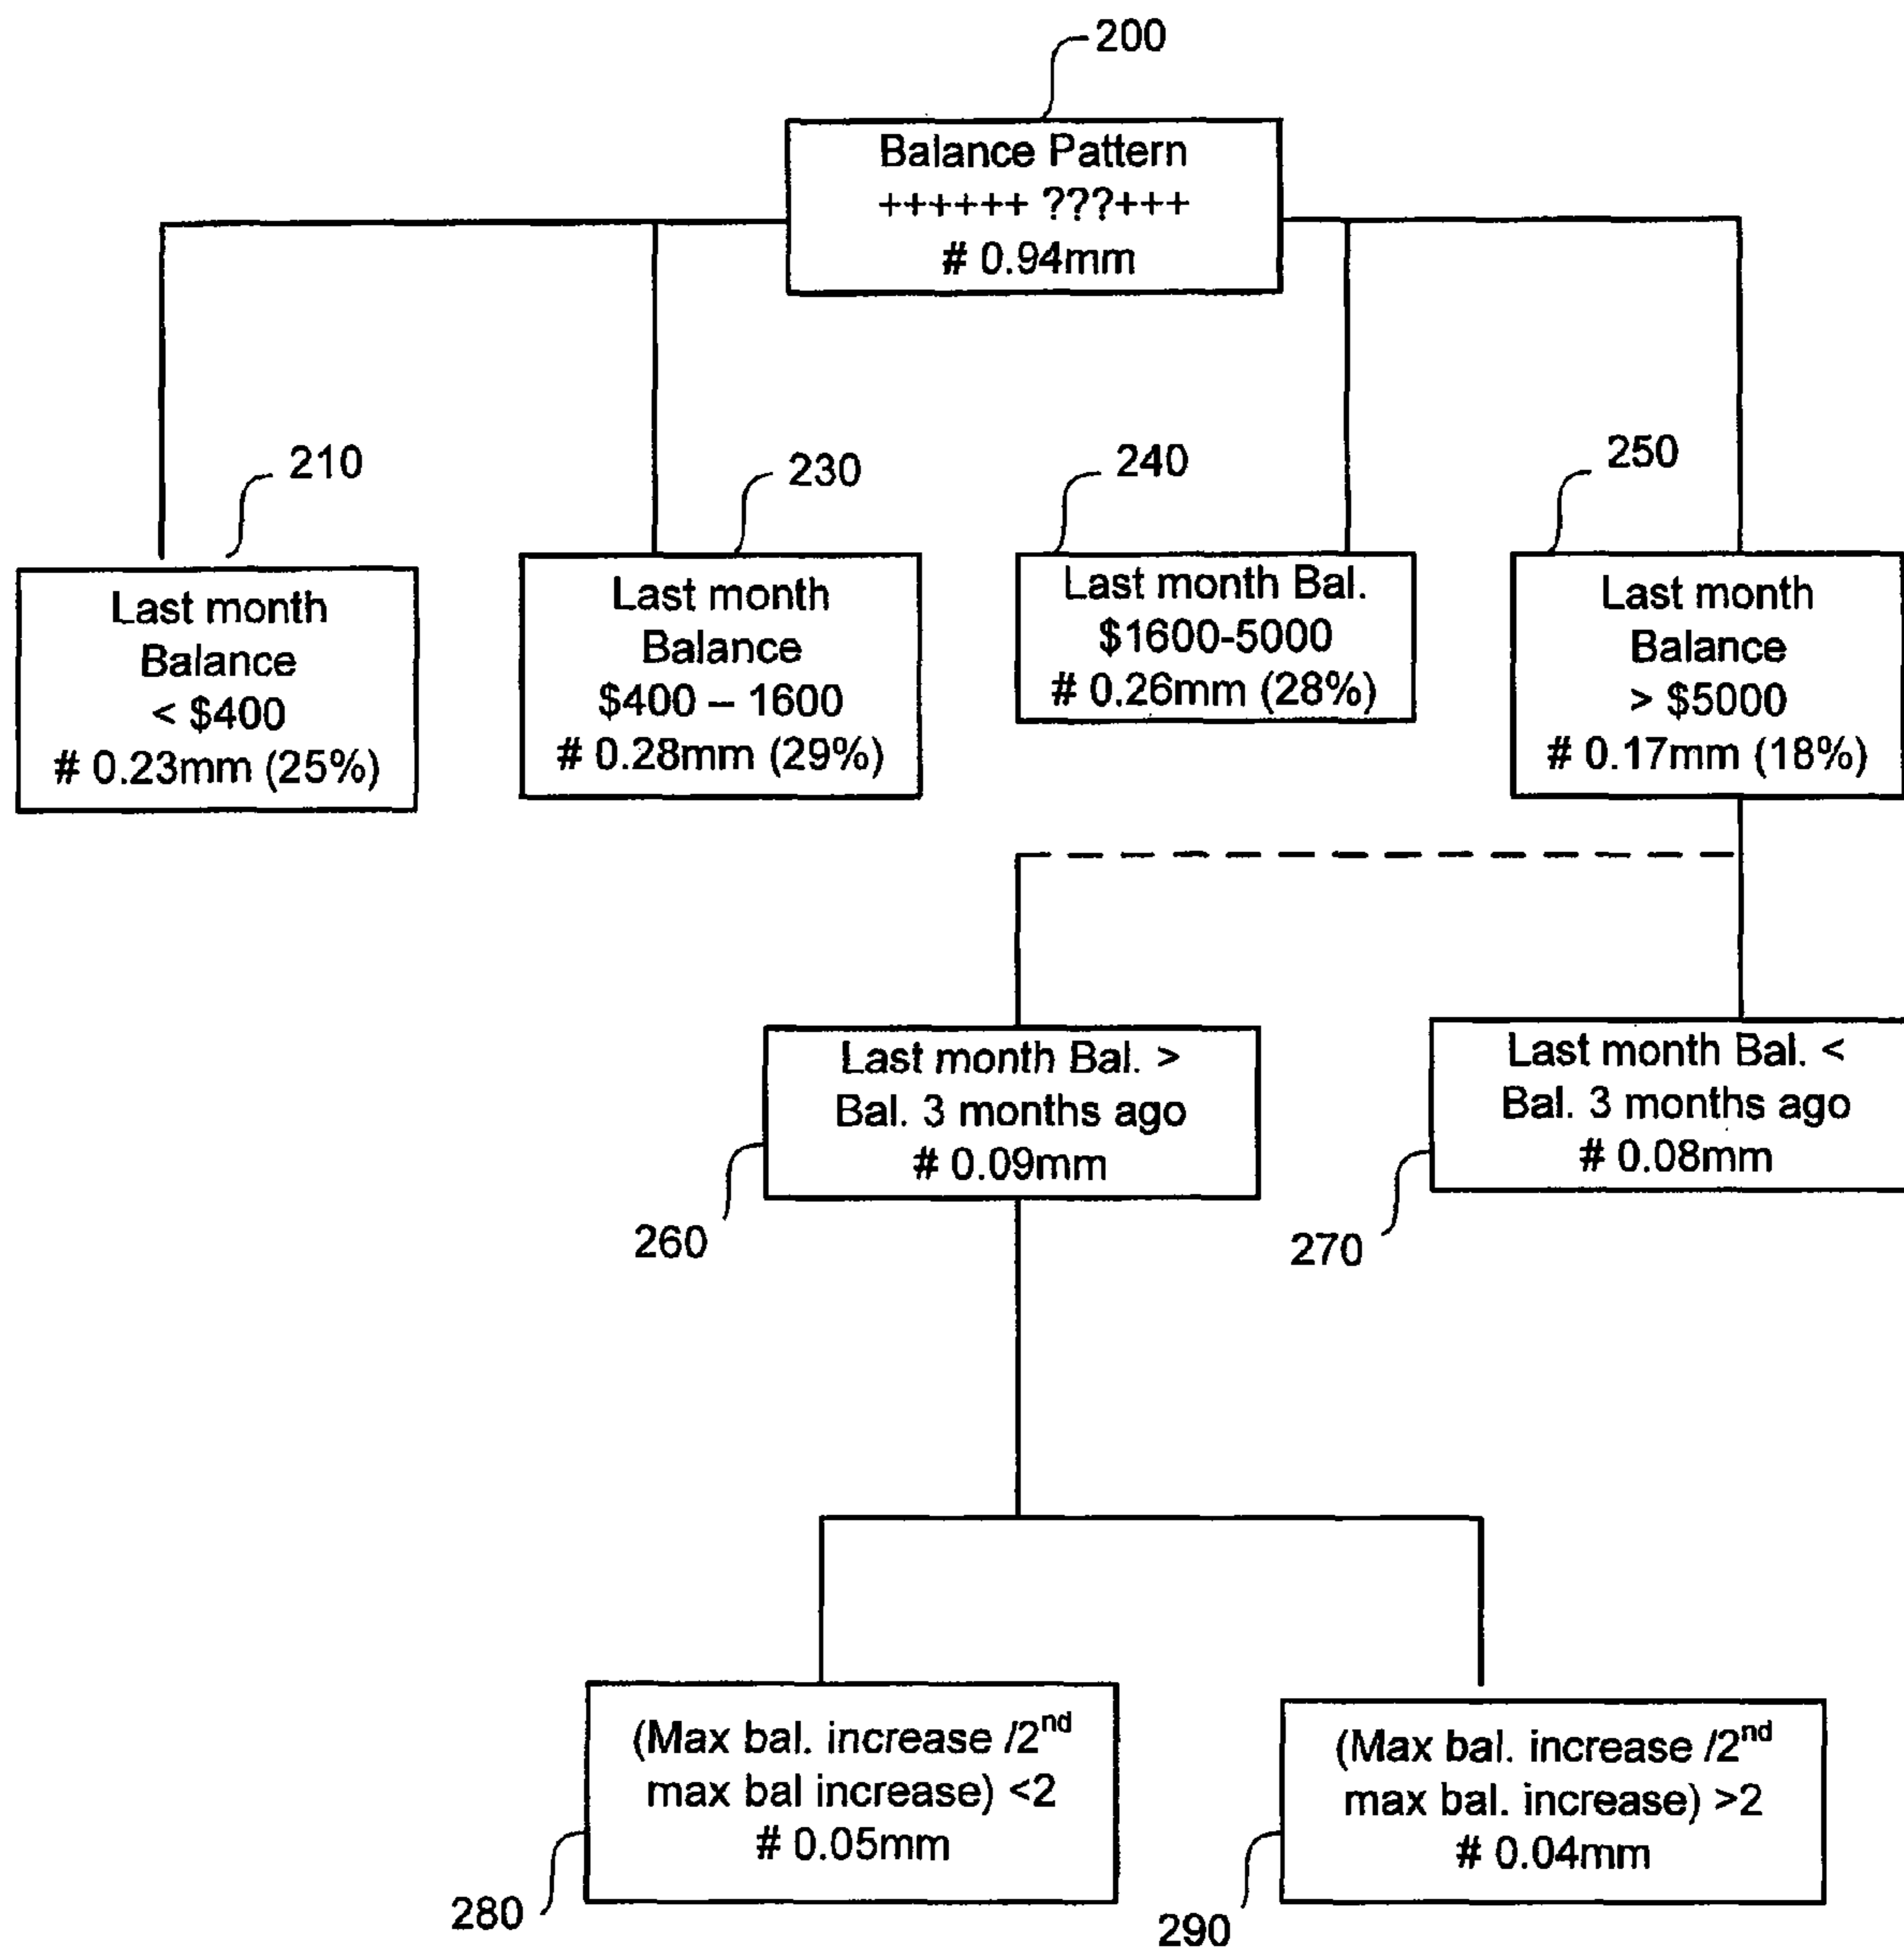 200
Balance Pattern
++++++ ???+++
# 0.94mm
210
230
240
250
Last month
Balance
< $400
# 0.23mm (25%)
Last month
Balance
$400 – 1600
# 0.28mm (29%)
Last month Bal.
$1600-5000
# 0.26mm (28%)
Last month
Balance
> $5000
# 0.17mm (18%)
Last month Bal. >
Bal. 3 months ago
# 0.09mm
260
Last month Bal. <
Bal. 3 months ago
# 0.08mm
270
(Max bal. increase /2nd
max bal increase) <2
# 0.05mm
280
(Max bal. increase /2nd
max bal. increase) >2
# 0.04mm
290